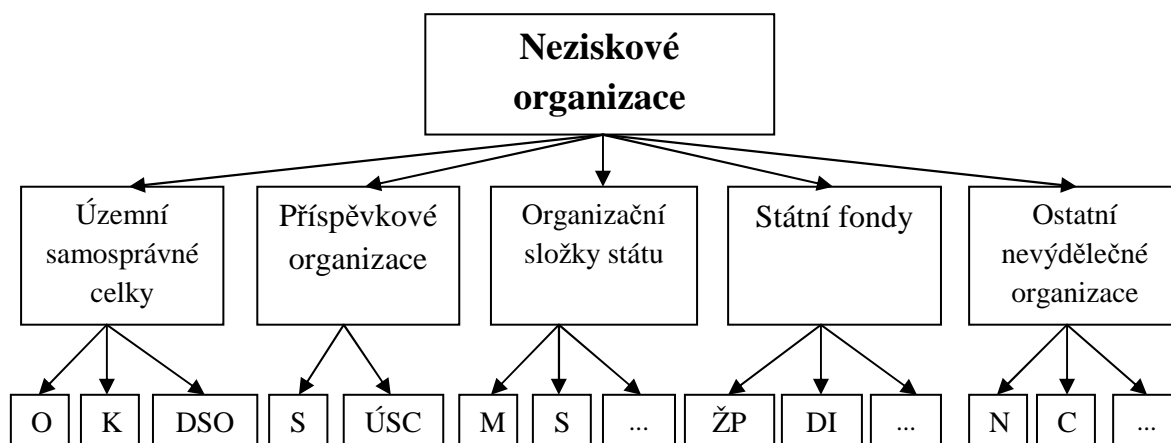 Neziskové
organizace
Územní
samosprávné
celky
Příspěvkové
organizace
Organizační
složky státu
Státní fondy
Ostatní
nevýdělečné
organizace
O
K
DSO
S
ÚSC
M
S
...
ŽP
DI
...
N
C
...